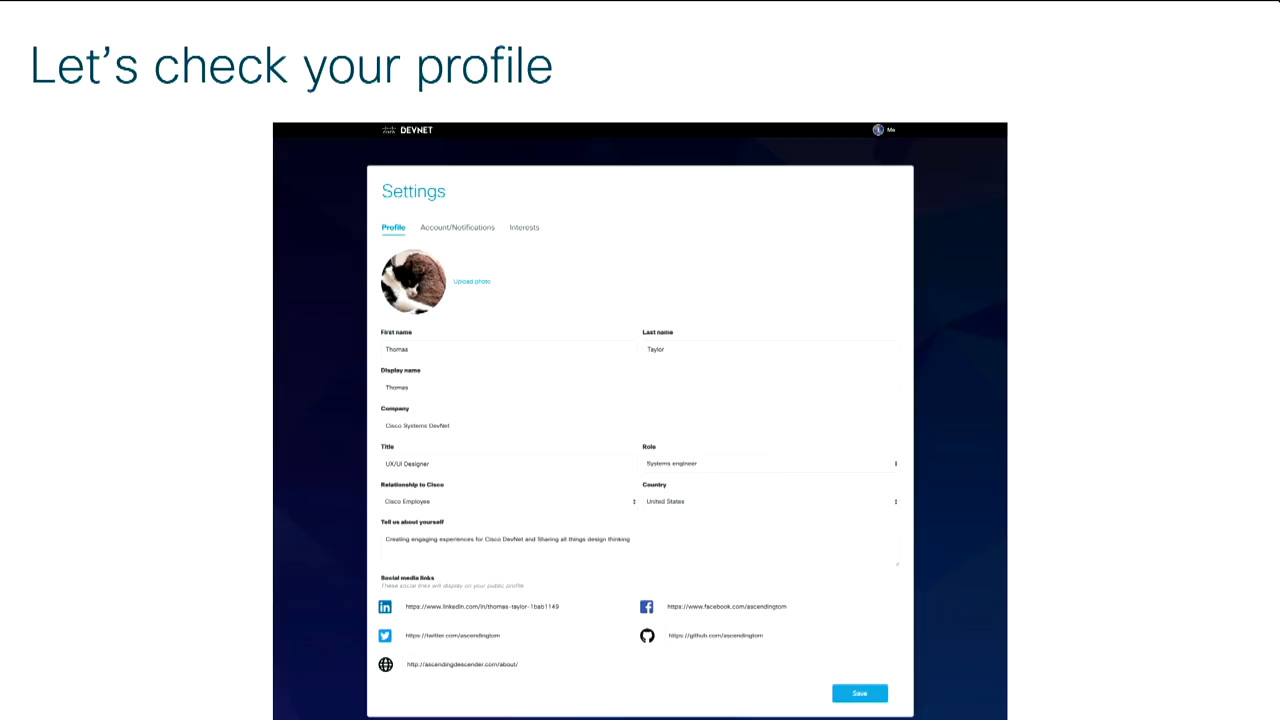 Let's check your profile
DEVNET
Me
Settings
Profile Account/Notifications Interests
Upload photo
First name Last name
Thomas Taylor
Display name
Thomas
Company
Cisco Systems DevNet
Title Role
UX/UI Designer Systems engineer
Relationship to Cisco Country
Cisco Employee United States
Tell us about yourself
Creating engaging experiences for Cisco DevNet and Sharing all things design thinking
Social media links
These social links will display on your public profile
https://www.linkedin.com/in/thomas-taylor-1bab1149 https://www.facebook.com/ascendingtom
https://twitter.com/ascendingtom https://github.com/ascendingtom
http://ascendingdescender.com/about/
Save